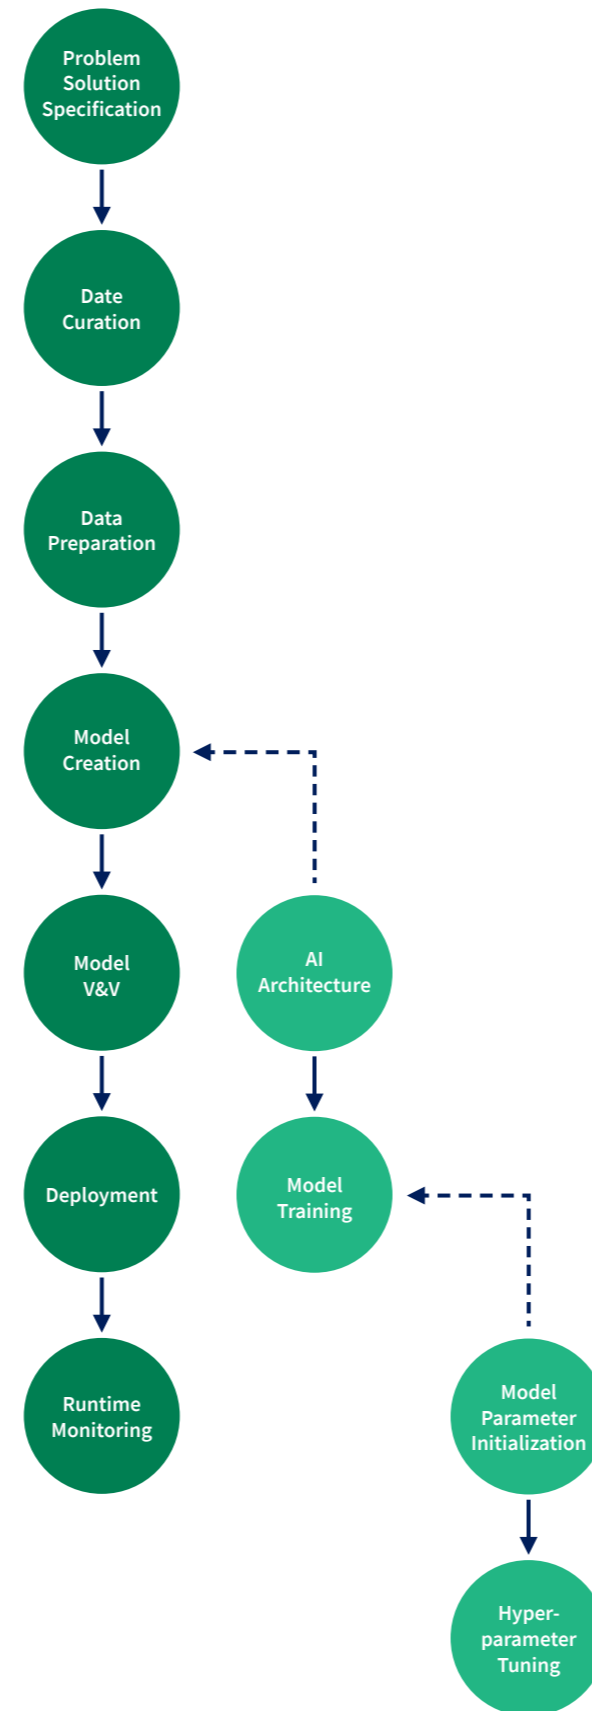 Problem
Solution
Specification
Date
Curation
Data
Preparation
Model
Creation
Model
V&V
AI
Architecture
Deployment
Model
Training
Runtime
Monitoring
Model
Parameter
Initialization
Hyper-
parameter
Tuning